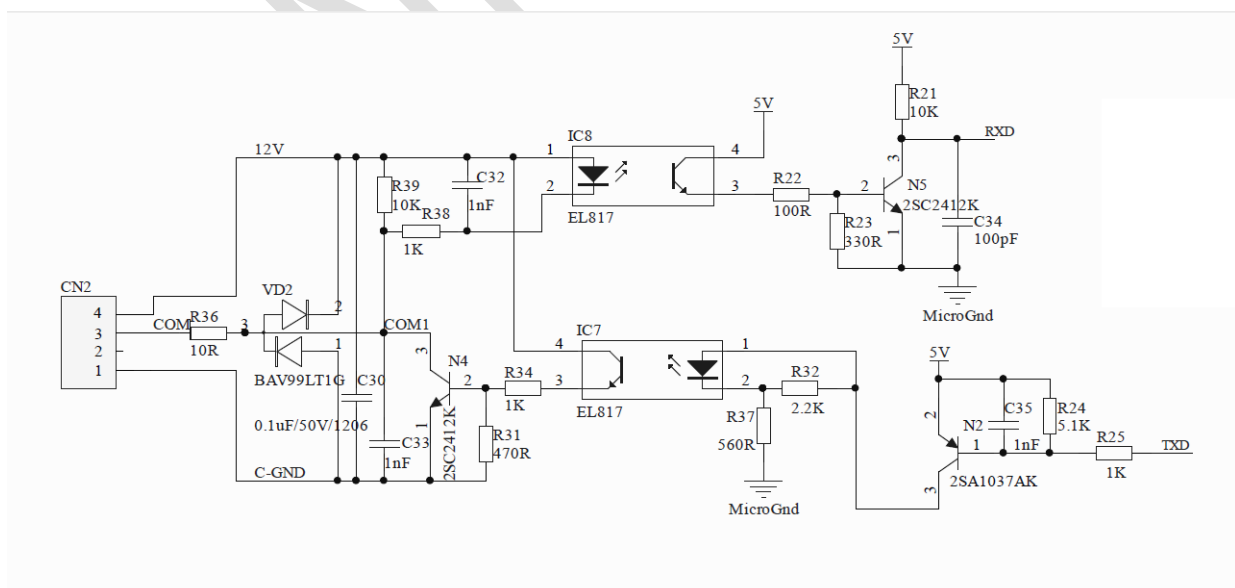 5V
R21
10K
RXD
5V
IC8
12V
1
4
3
R39
10K
C32
1nF
R38
1K
2
3
R22
100R
2
N5
2SC2412K
EL817
R23
330R
1
C34
100pF
CN2
VD2
2
MicroGnd
4
COM
R36
3
COM1
IC7
3
10R
2
1
1
BAV99LT1G
C30
3
N4
4
1
5V
R34
2
3
2
R32
1K
EL817
2.2K
0.1uF/50V/1206
1
2SC2412K
R31
470R
R37
560R
2
C35
R24
5.1K
N2
1
1nF
R25
TXD
C33
1nF
1K
C-GND
2SA1037AK
3
MicroGnd